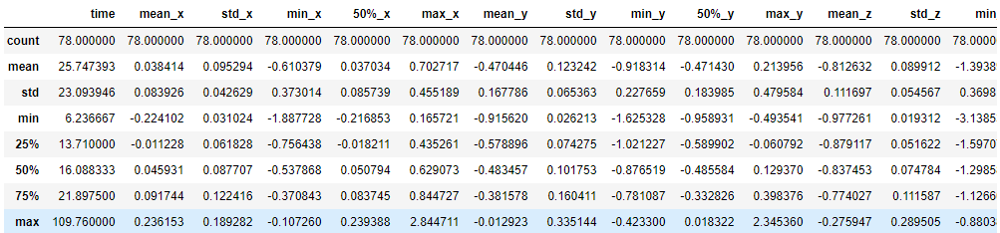 time mean_x std_x min_x 50%_x max_x mean_y std_y min_y 50%_y max_y mean_z std_z min
count 78.000000 78.000000 78.000000 78.000000 78.000000 78.000000 78.000000 78.000000 78.000000 78.000000 78.000000 78.000000 78.000000 78.0000
mean 25.747393 0.038414 0.095294 -0.610379 0.037034 0.702717 -0.470446 0.123242 -0.918314 -0.471430 0.213956 -0.812632 0.089912 -1.3938
std 23.093946 0.083926 0.042629 0.373014 0.085739 0.455189 0.167786 0.065363 0.227659 0.183985 0.479584 0.111697 0.054567 0.3698
min 6.236667 -0.224102 0.031024 -1.887728 -0.216853 0.165721 -0.915620 0.026213 -1.625328 -0.958931 -0.493541 -0.977261 0.019312 -3.1385
25% 13.710000 -0.011228 0.061828 -0.756438 -0.018211 0.435261 -0.578896 0.074275 -1.021227 -0.589902 -0.060792 -0.879117 0.051622 -1.5970
50% 16.088333 0.045931 0.087707 -0.537868 0.050794 0.629073 -0.483457 0.101753 -0.876519 -0.485584 0.129370 -0.837453 0.074784 -1.2985
75% 21.897500 0.091744 0.122416 -0.370843 0.083745 0.844727 -0.381578 0.160411 -0.781087 -0.332826 0.398376 -0.774027 0.111587 -1.1266
max 109.760000 0.236153 0.189282 -0.107260 0.239388 2.844711 -0.012923 0.335144 -0.423300 0.018322 2.345360 -0.275947 0.289505 -0.8803